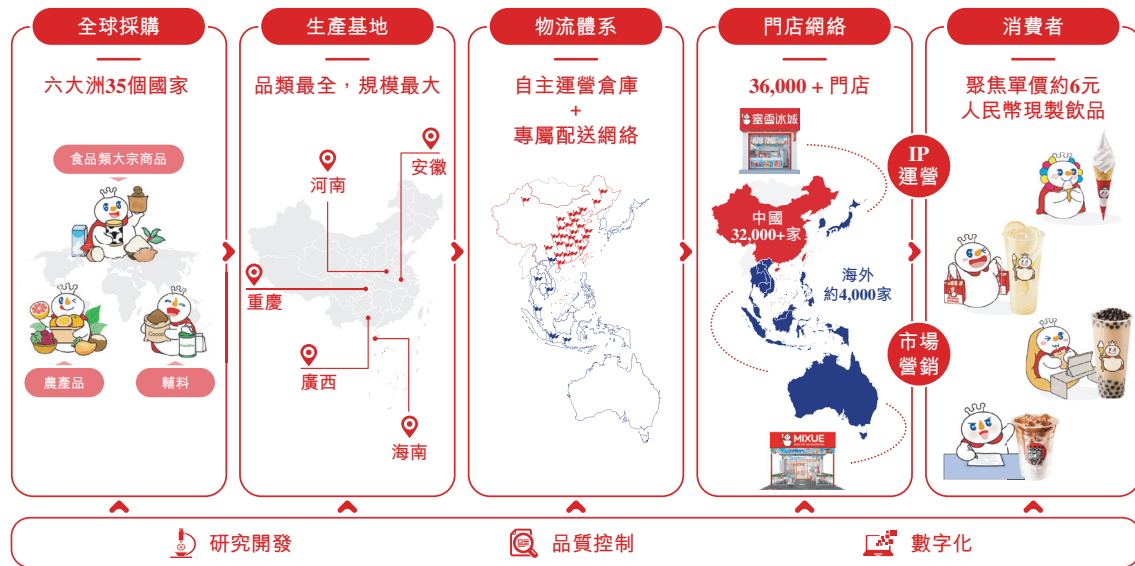 全球採購
六大洲35個國家
食品類大宗商品
農產品
輔料
生產基地
品類最全，規模最大
河南
安徽
重慶
廣西
海南
物流體系
自主運營倉庫
+
專屬配送網絡
門店網絡
36,000 + 門店
蜜雪冰城
中國
32,000+家
海外
約4,000家
MIXUE
IP
運營
市場
營銷
消費者
聚焦單價約6元
人民幣現製飲品
研究開發
品質控制
數字化